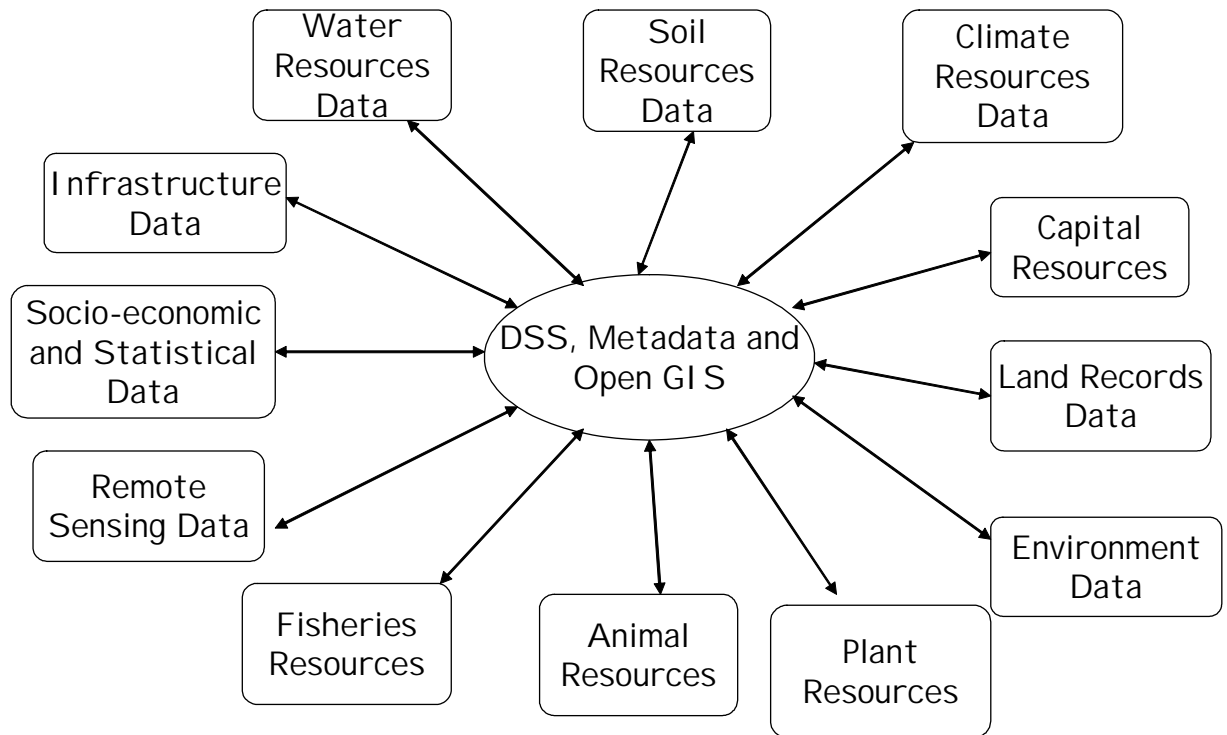 Water
Resources
Data
Soil
Resources
Data
Climate
Resources
Data
Infrastructure
Data
Capital
Resources
Socio-economic
and Statistical
Data
DSS, Metadata and
Open GIS
Land Records
Data
Remote
Sensing Data
Environment
Data
Fisheries
Resources
Animal
Resources
Plant
Resources